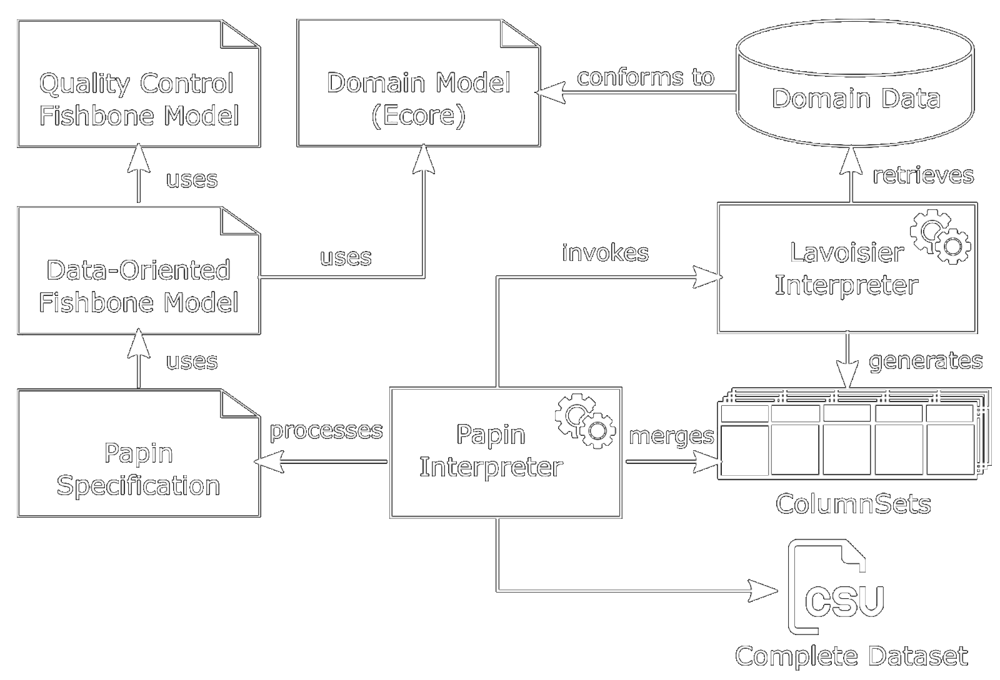 Quality Control
Fishbone Model
Domain Model
(Ecore)
conforms to
Domain Data
uses
retrieves
Data-Oriented
Fishbone Model
uses
invokes
Lavoisier
Interpreter
uses
generates
Papin
Specification
processes
Papin
Interpreter
merges
ColumnSets
CSU
Complete Dataset